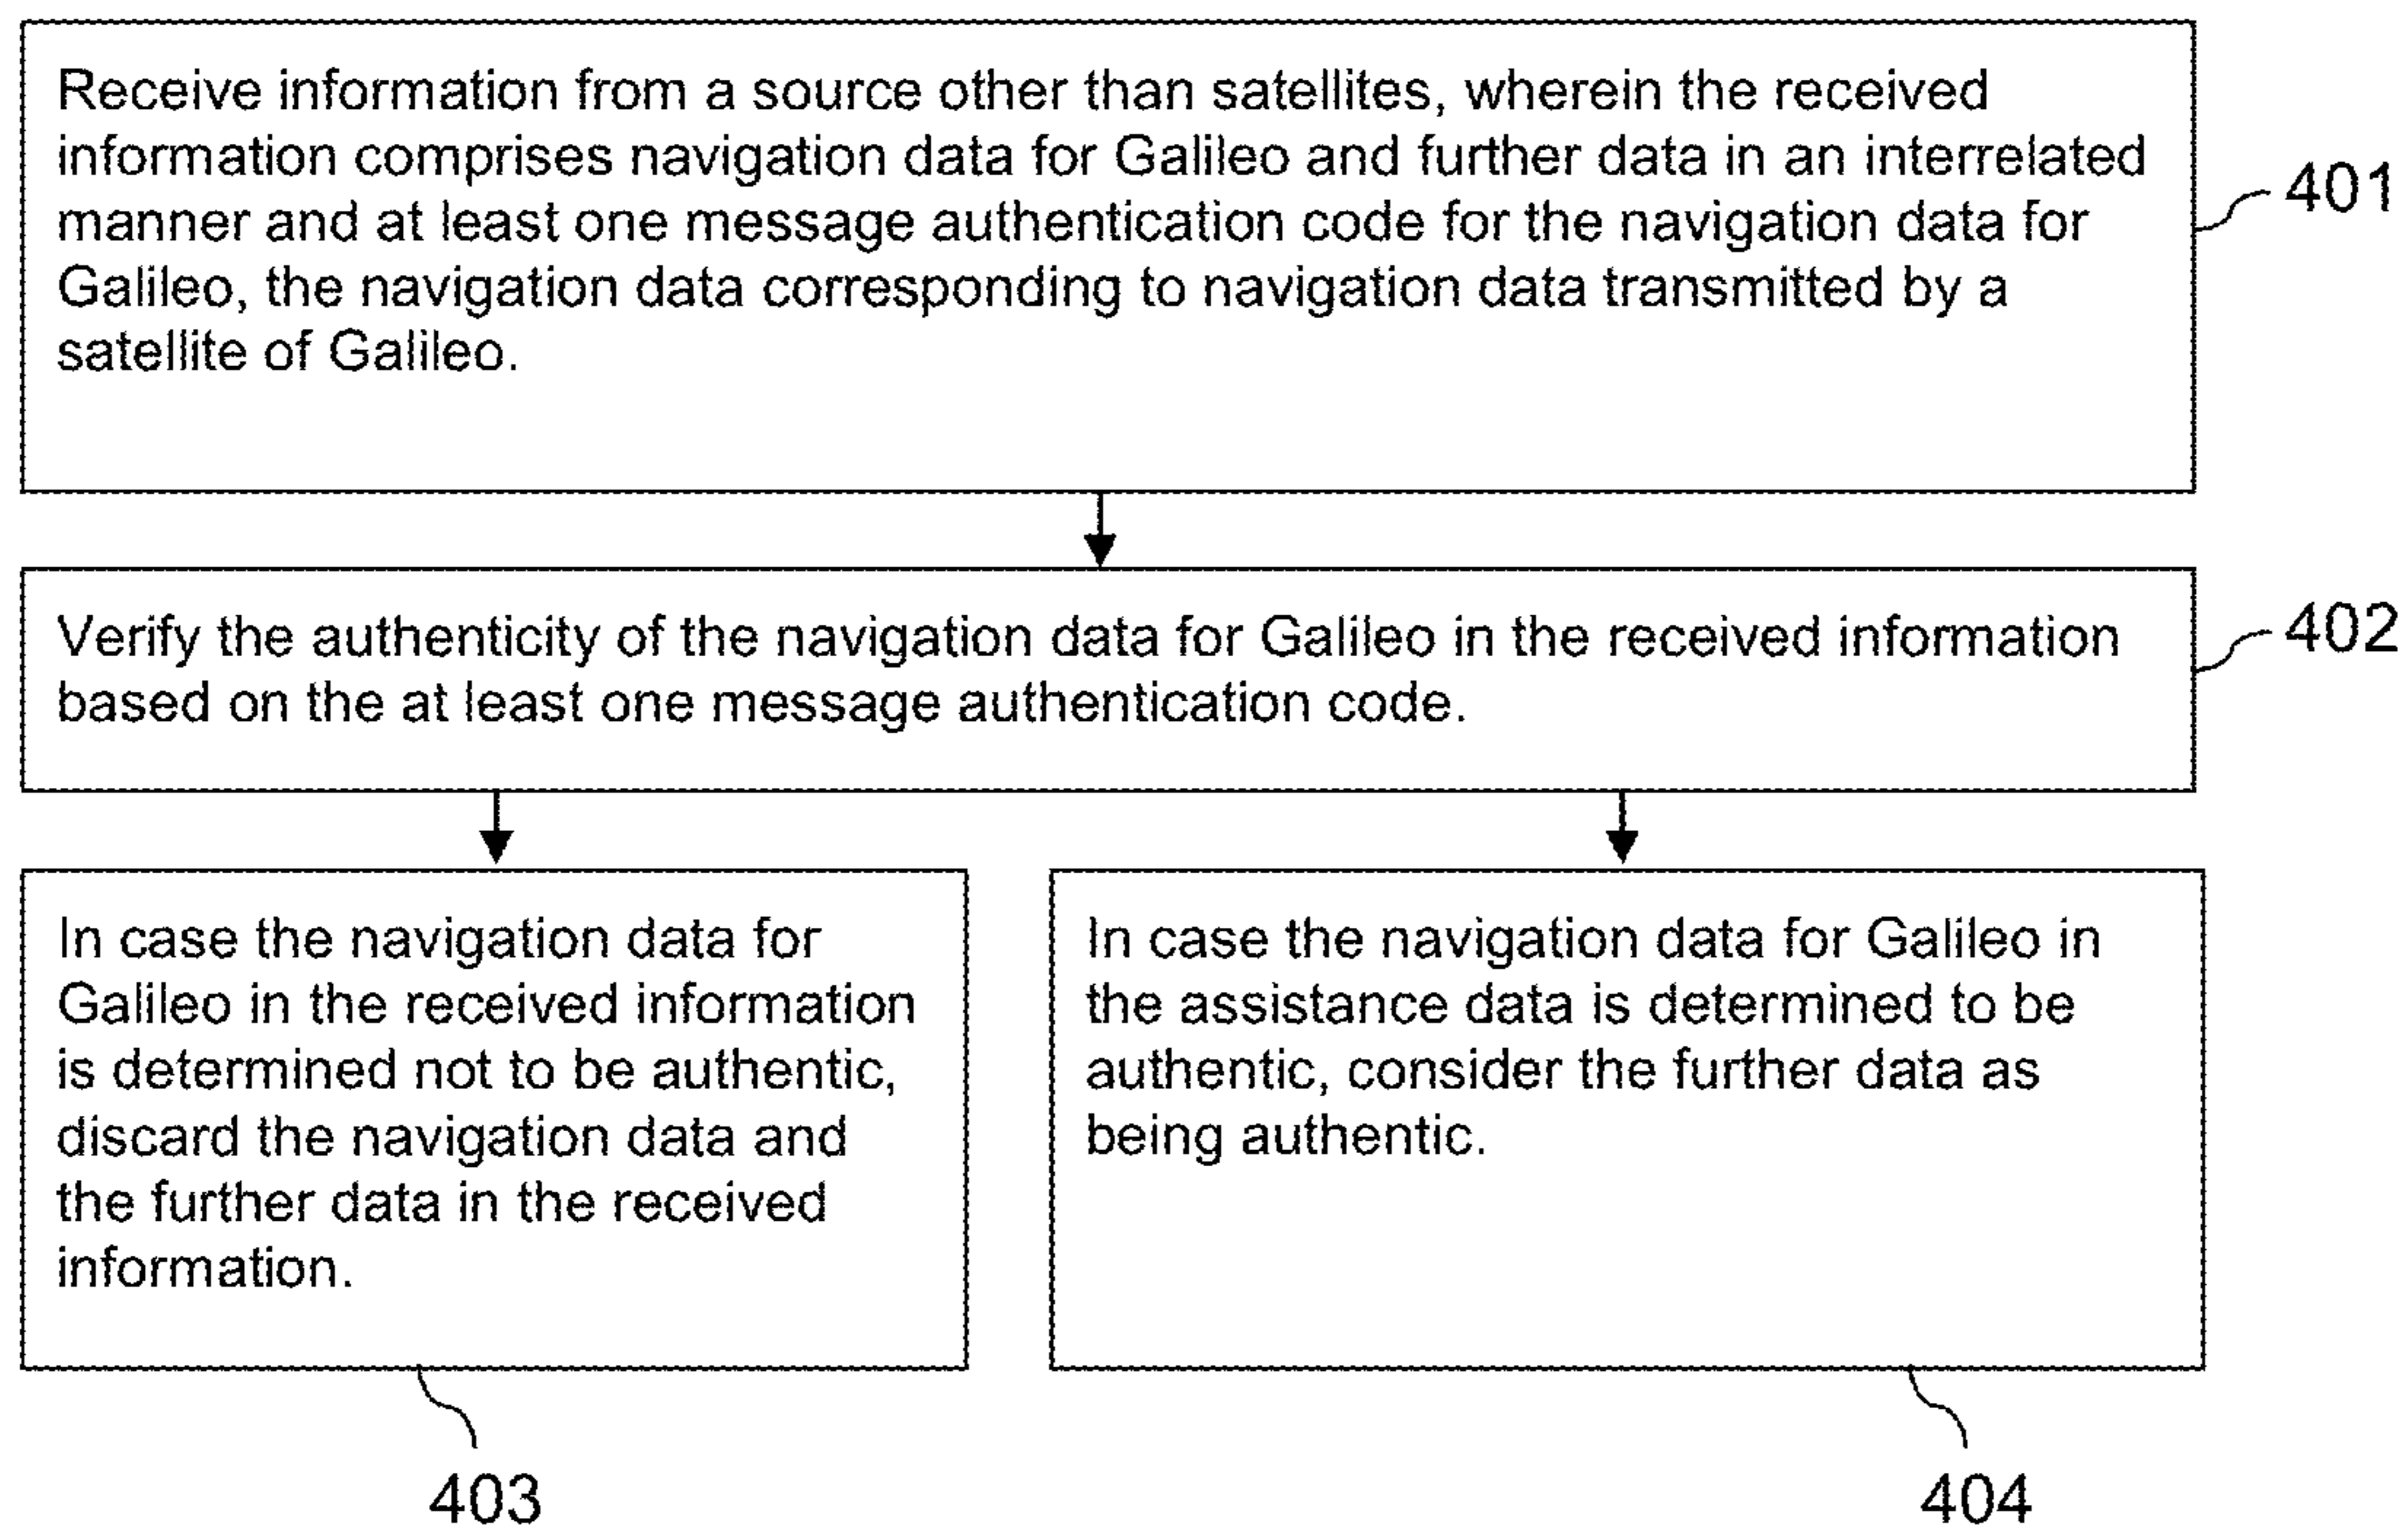 Receive information from a source other than satellites, wherein the received
information comprises navigation data for Galileo and further data in an interrelated
manner and at least one message authentication code for the navigation data for
Galileo, the navigation data corresponding to navigation data transmitted by a
satellite of Galileo.
401
Verify the authenticity of the navigation data for Galileo in the received information
based on the at least one message authentication code.
402
In case the navigation data for
Galileo in the received information
is determined not to be authentic,
discard the navigation data and
the further data in the received
information.
403
In case the navigation data for Galileo in
the assistance data is determined to be
authentic, consider the further data as
being authentic.
404